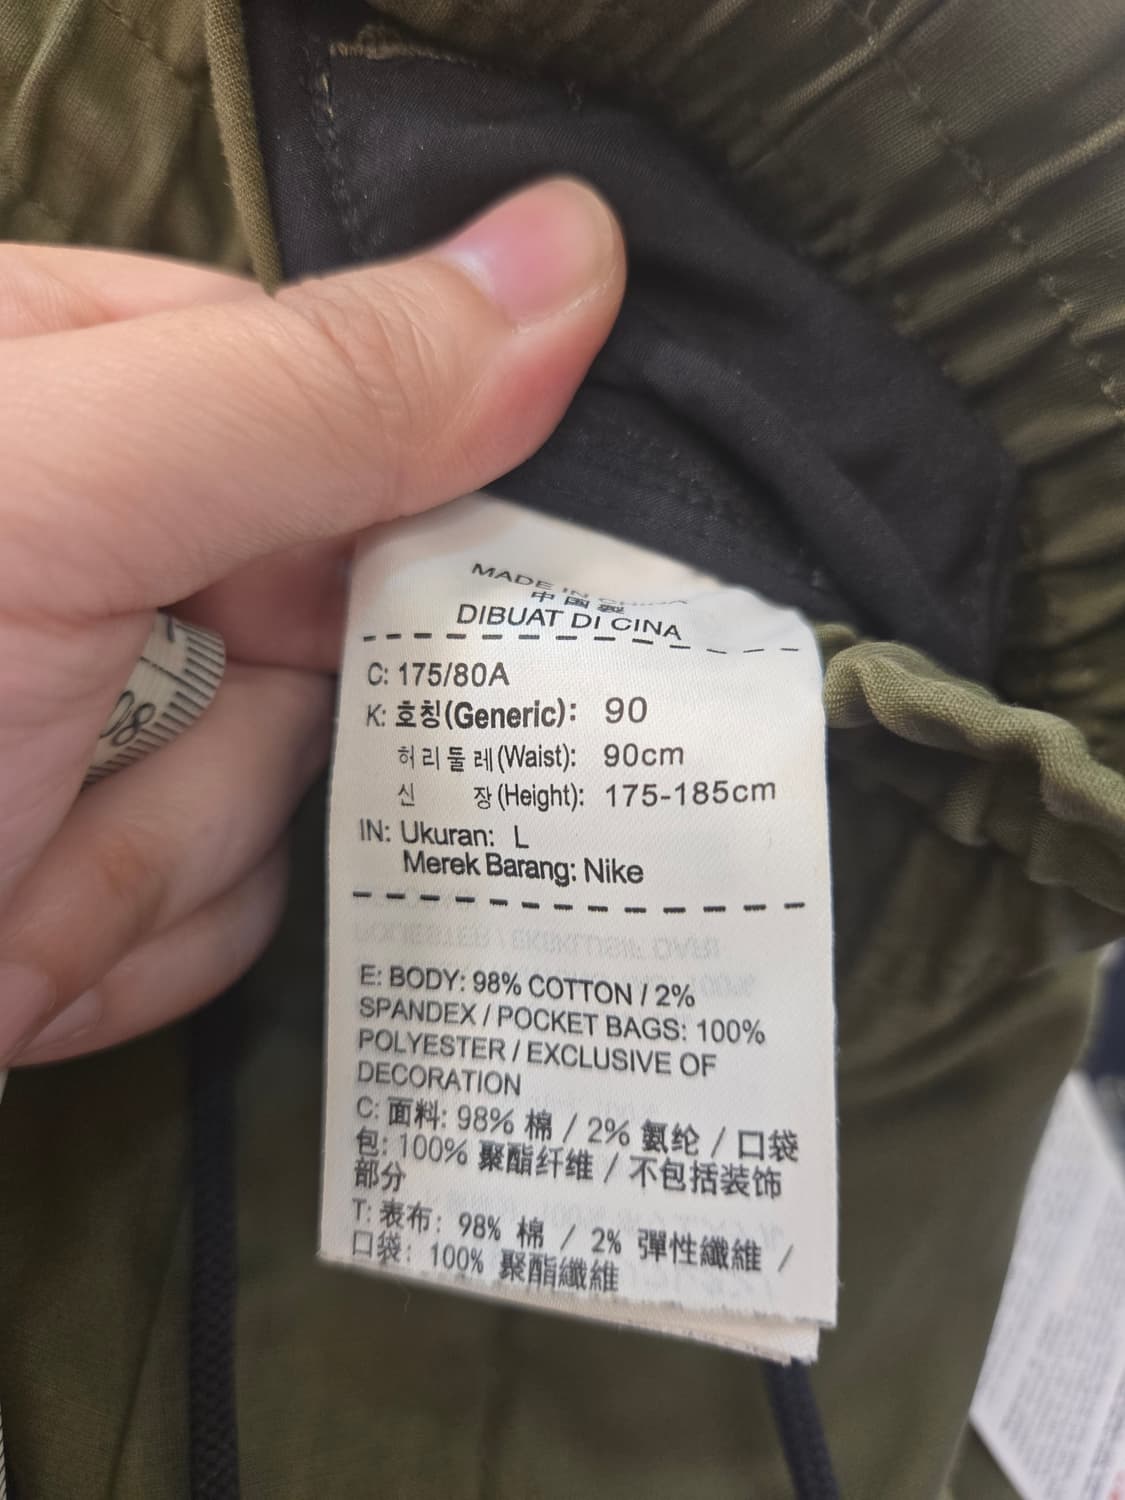 MADE IN CHINA
中国製
DIBUAT DI CINA
C: 175/80A
K: 호칭(Generic): 90
허리둘레(Waist): 90cm
신 장(Height): 175-185cm
IN: Ukuran: L
Merek Barang: Nike
E: BODY: 98% COTTON / 2%
SPANDEX / POCKET BAGS: 100%
POLYESTER / EXCLUSIVE OF
DECORATION
C: 面料: 98% 棉 / 2% 氨纶 / 口袋
包: 100% 聚酯纤维 / 不包括装饰
部分
T: 表布: 98% 棉 / 2% 彈性纖維 /
口袋: 100% 聚酯纖維